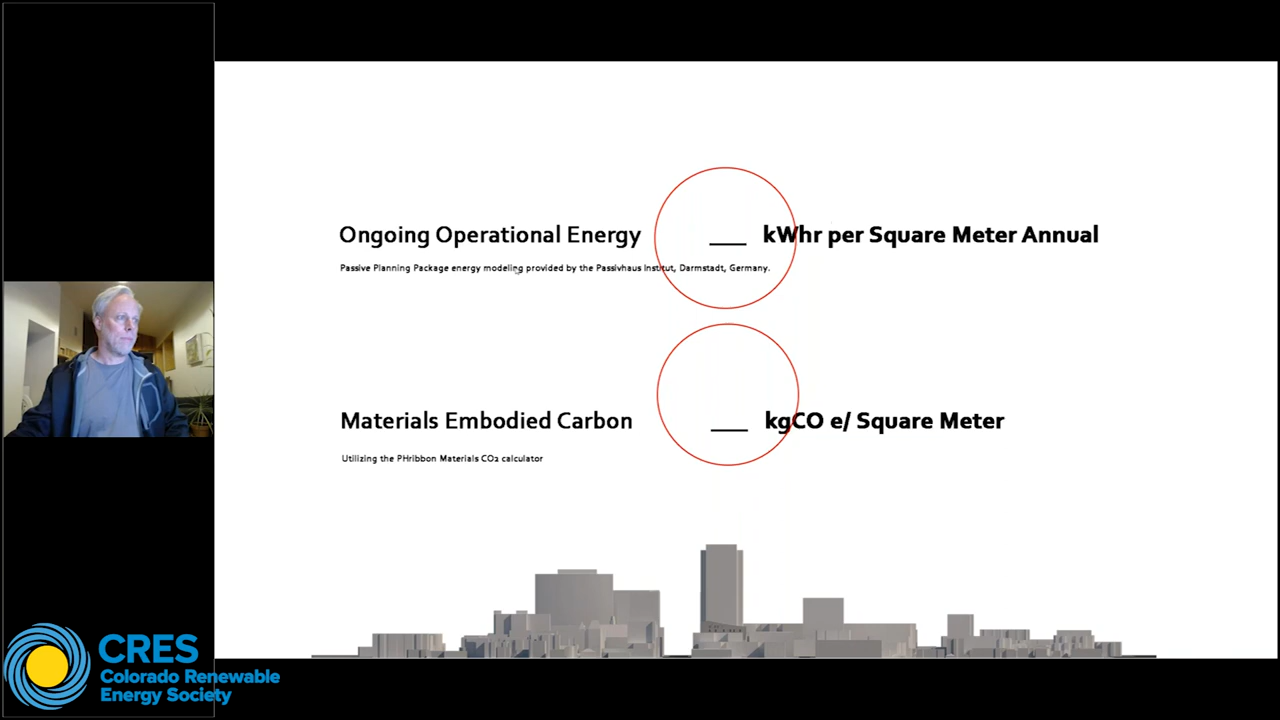 Ongoing Operational Energy ___ kWhr per Square Meter Annual
Passive Planning Package energy modeling provided by the Passivhaus Institut, Darmstadt, Germany.
Materials Embodied Carbon ___ kgCO e/ Square Meter
Utilizing the PHribbon Materials CO2 calculator
CRES
Colorado Renewable
Energy Society